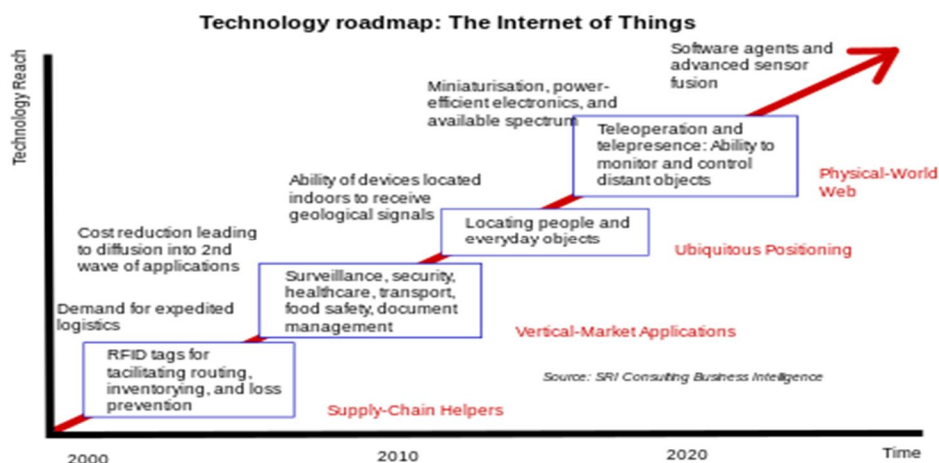 Technology roadmap: The Internet of Things
Technology Reach
Software agents and
advanced sensor
fusion
Miniaturisation, power-
efficient electronics, and
available spectrum
Teleoperation and
telepresence: Ability to
monitor and control
distant objects
Physical-World
Web
Ability of devices located
indoors to receive
geological signals
Locating people and
everyday objects
Ubiquitous Positioning
Cost reduction leading
to diffusion into 2nd
wave of applications
Surveillance, security,
healthcare, transport,
food safety, document
management
Vertical-Market Applications
Demand for expedited
logistics
RFID tags for
tacilitating routing,
inventorying, and loss
prevention
Supply-Chain Helpers
Source: SRI Consulting Business Intelligence
2000
2010
2020
Time